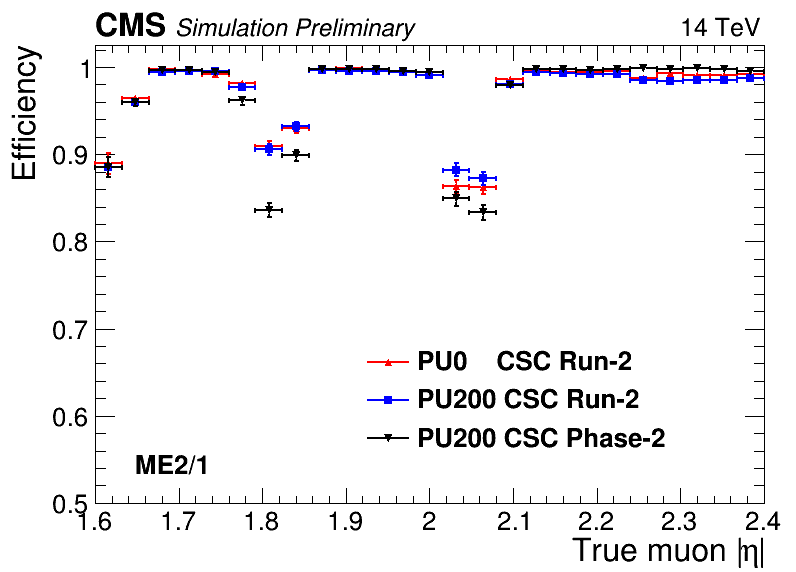 CMS Simulation Preliminary 14 TeV
Efficiency
1
0.9
0.8
0.7
0.6
0.5
PU0 CSC Run-2
PU200 CSC Run-2
PU200 CSC Phase-2
ME2/1
1.6 1.7 1.8 1.9 2 2.1 2.2 2.3 2.4
True muon |η|